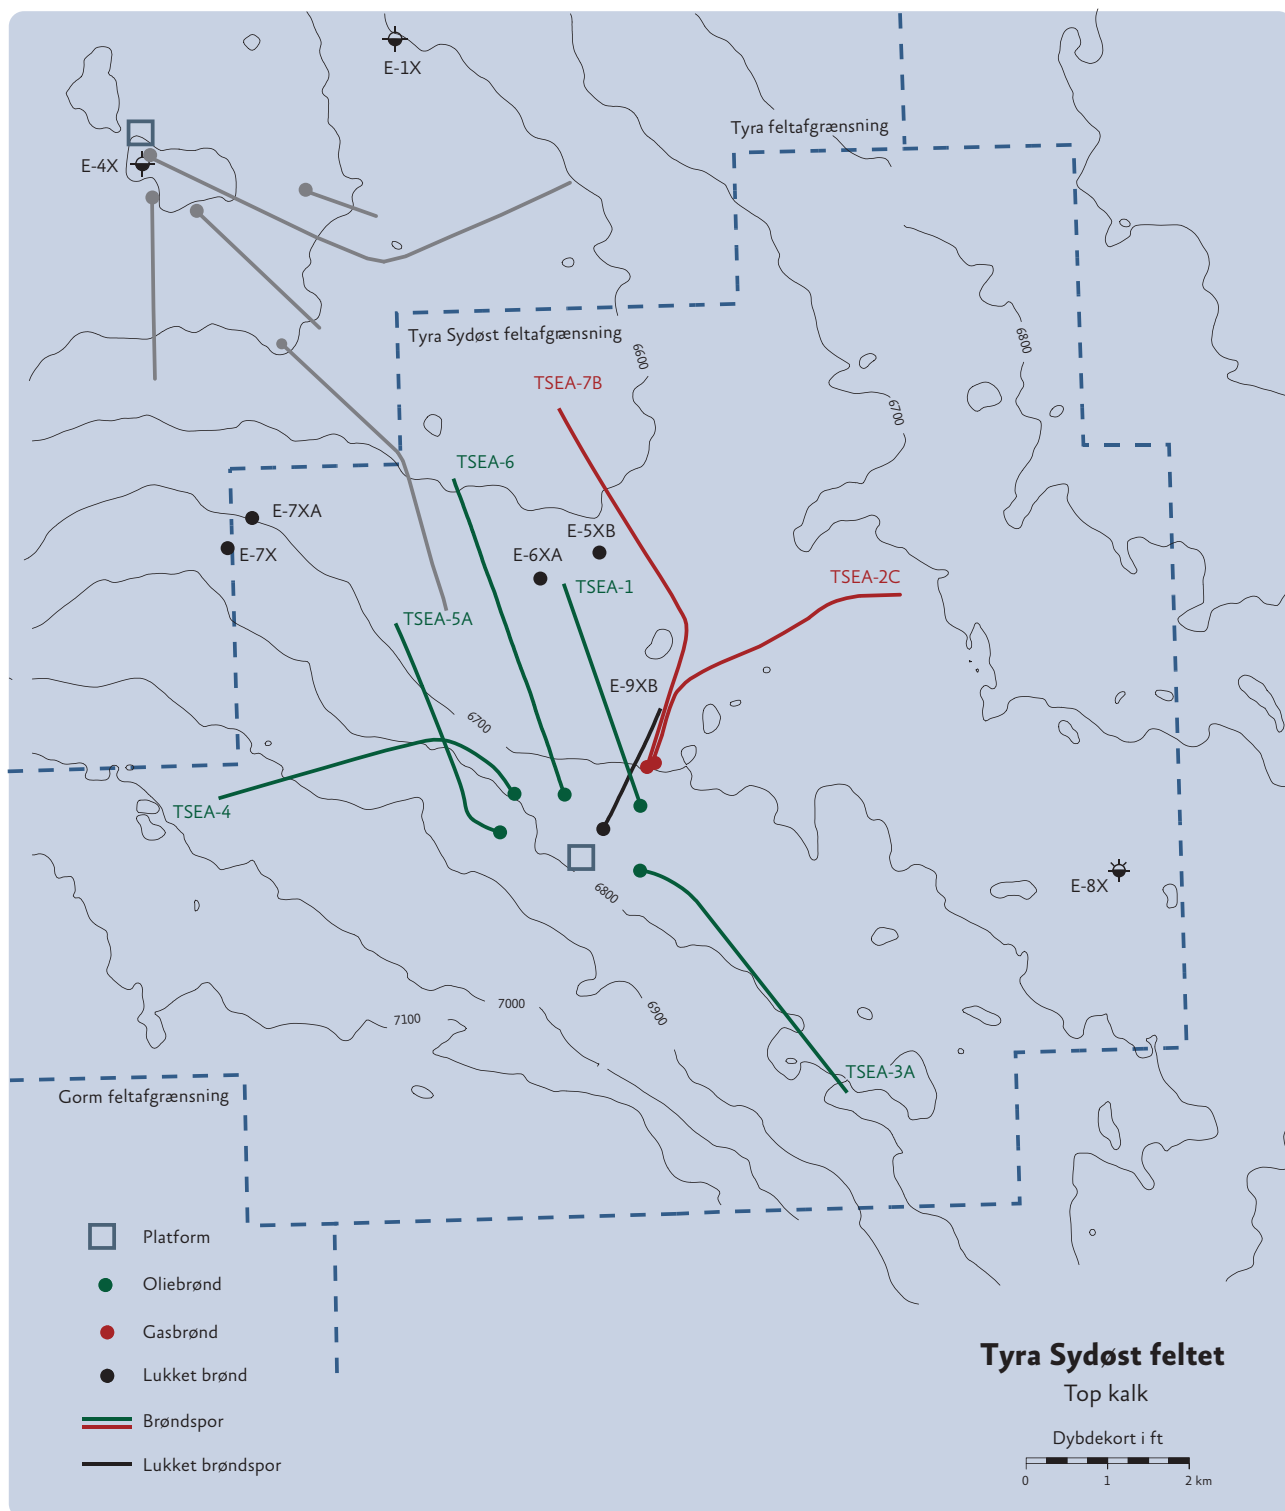 E-1X
Tyra feltafgrænsning
E-4X
Tyra Sydøst feltafgrænsning
6600
6800
TSEA-7B
6700
TSEA-6
E-7XA
E-5XB
E-7X
E-6XA
TSEA-2C
TSEA-1
TSEA-5A
E-9XB
6700
TSEA-4
E-8X
6800
7000
6900
7100
TSEA-3A
Gorm feltafgrænsning
Platform
Oliebrønd
Gasbrønd
Lukket brønd
Brøndspor
Lukket brøndspor
Tyra Sydøst feltet
Top kalk
Dybdekort i ft
0 1 2 km